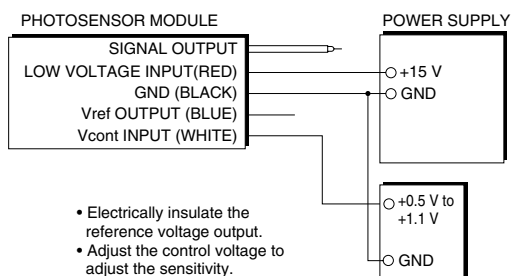 PHOTOSENSOR MODULE
POWER SUPPLY
SIGNAL OUTPUT
LOW VOLTAGE INPUT(RED)
GND (BLACK)
Vref OUTPUT (BLUE)
Vcont INPUT (WHITE)
+15 V
GND
+0.5 V to
+1.1 V
GND
• Electrically insulate the
reference voltage output.
• Adjust the control voltage to
adjust the sensitivity.